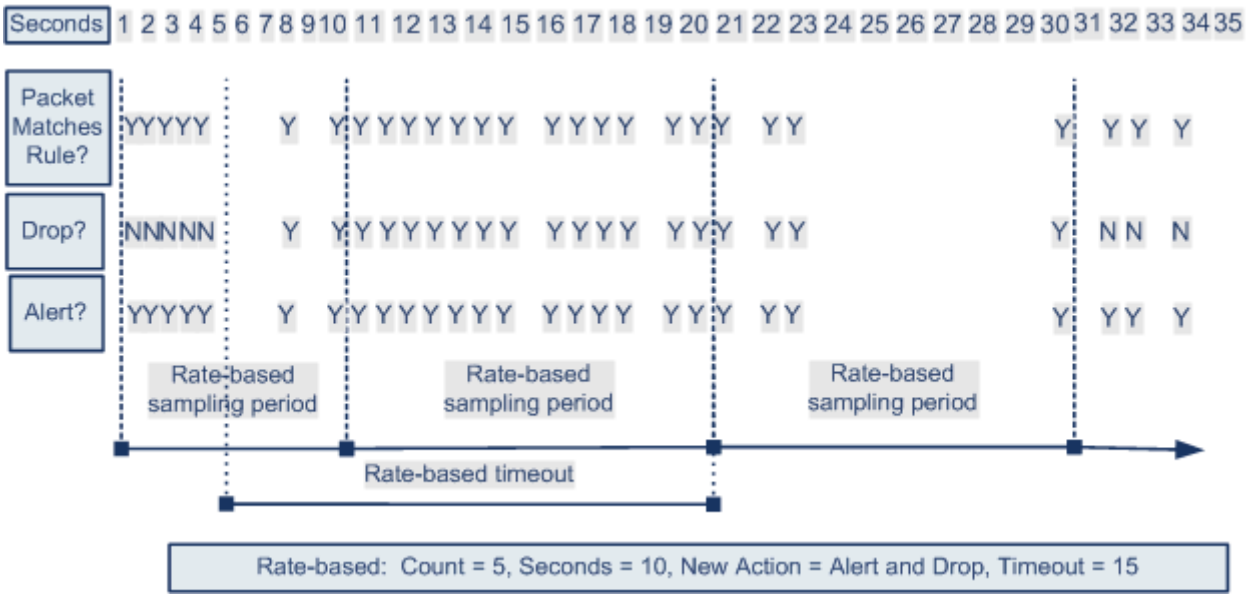 Seconds 1 2 3 4 5 6 7 8 9 10 11 12 13 14 15 16 17 18 19 20 21 22 23 24 25 26 27 28 29 30 31 32 33 34 35
Packet
Matches
Rule?
YYYYY Y Y Y Y Y Y Y Y Y Y Y Y Y Y Y Y Y Y Y Y Y Y
Drop? NNNNN Y Y Y Y Y Y Y Y Y Y Y Y Y Y Y Y Y Y Y N N N
Alert? YYYYY Y Y Y Y Y Y Y Y Y Y Y Y Y Y Y Y Y Y Y Y Y Y
Rate-based
sampling period
Rate-based
sampling period
Rate-based
sampling period
Rate-based timeout
Rate-based: Count = 5, Seconds = 10, New Action = Alert and Drop, Timeout = 15